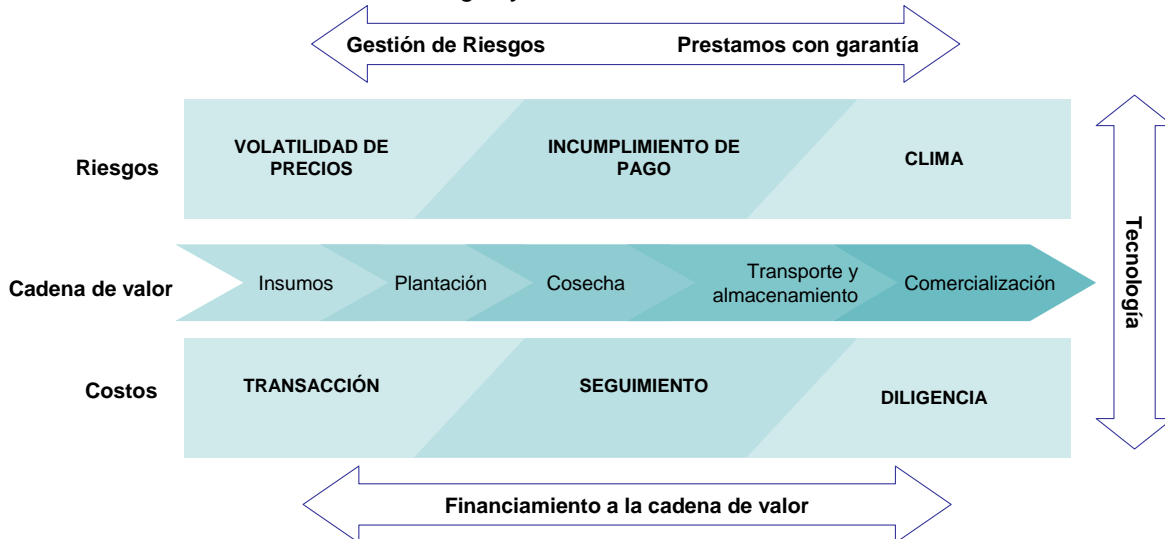 Gestión de Riesgos
Prestamos con garantía
Riesgos
VOLATILIDAD DE
PRECIOS
INCUMPLIMIENTO DE
PAGO
CLIMA
Tecnología
Cadena de valor
Insumos
Plantación
Cosecha
Transporte y
almacenamiento
Comercialización
Costos
TRANSACCIÓN
SEGUIMIENTO
DILIGENCIA
Financiamiento a la cadena de valor